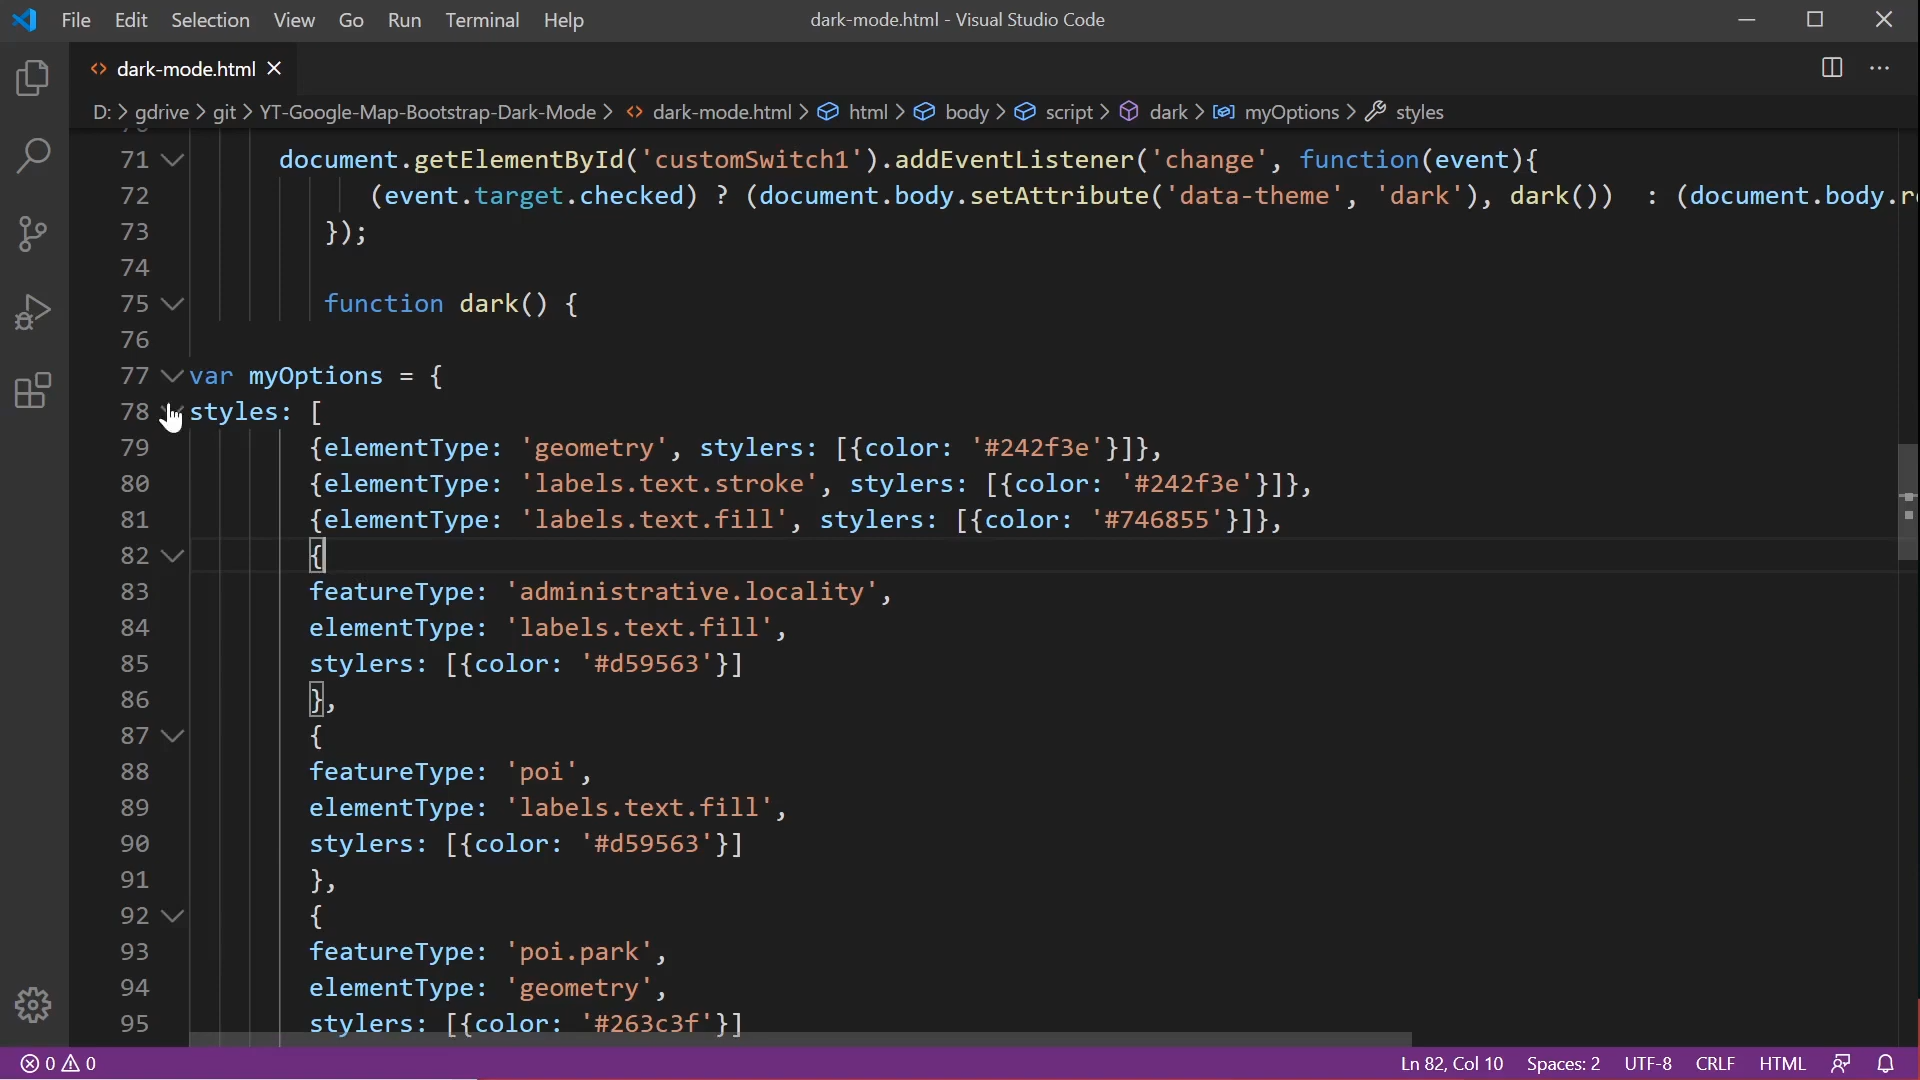 File Edit Selection View Go Run Terminal Help dark-mode.html - Visual Studio Code
dark-mode.html
D: > gdrive > git > YT-Google-Map-Bootstrap-Dark-Mode > dark-mode.html > html > body > script > dark > myOptions > styles
71 document.getElementById('customSwitch1').addEventListener('change', function(event){
72 (event.target.checked) ? (document.body.setAttribute('data-theme', 'dark'), dark()) : (document.body.r
73 });
74
75 function dark() {
76
77 var myOptions = {
78 styles: [
79 {elementType: 'geometry', stylers: [{color: '#242f3e'}]},
80 {elementType: 'labels.text.stroke', stylers: [{color: '#242f3e'}]},
81 {elementType: 'labels.text.fill', stylers: [{color: '#746855'}]},
82 {
83 featureType: 'administrative.locality',
84 elementType: 'labels.text.fill',
85 stylers: [{color: '#d59563'}]
86 },
87 {
88 featureType: 'poi',
89 elementType: 'labels.text.fill',
90 stylers: [{color: '#d59563'}]
91 },
92 {
93 featureType: 'poi.park',
94 elementType: 'geometry',
95 stylers: [{color: '#263c3f'}]
0 0 Ln 82, Col 10 Spaces: 2 UTF-8 CRLF HTML